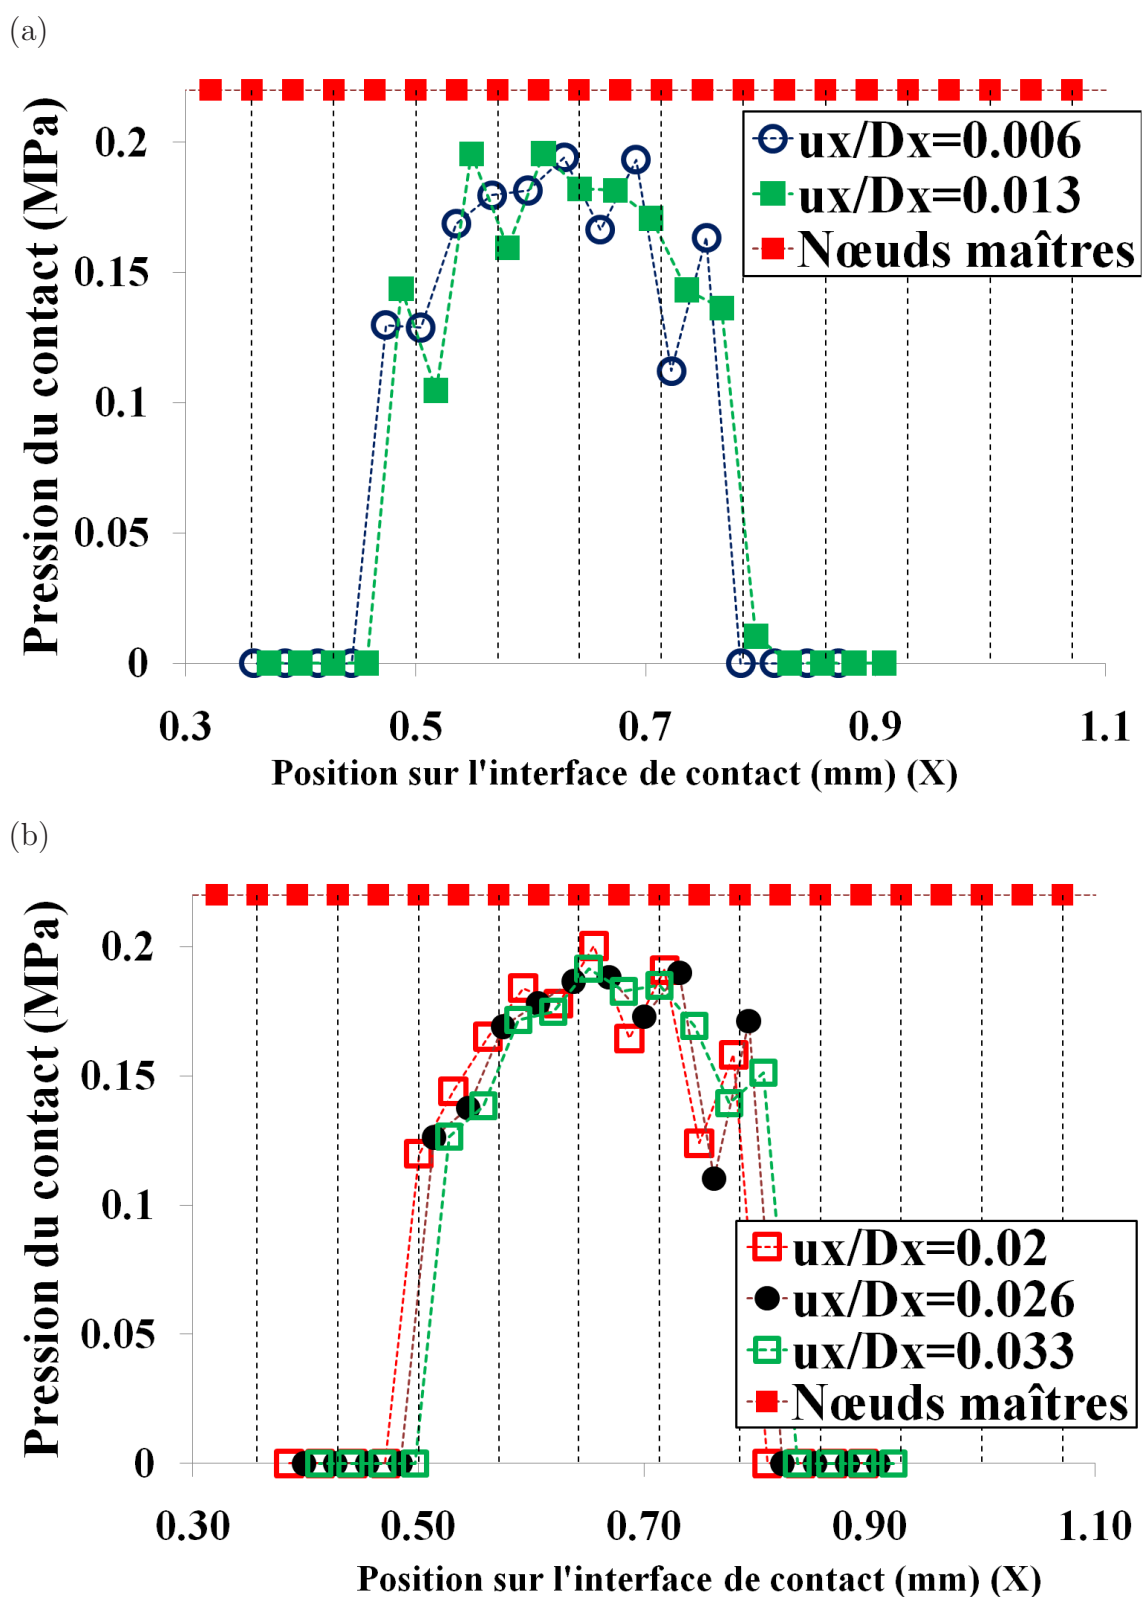 (a)
Pression du contact (MPa)
0.2
0.15
0.1
0.05
0
0.3 0.5 0.7 0.9 1.1
Position sur l'interface de contact (mm) (X)
ux/Dx=0.006
ux/Dx=0.013
Nœuds maîtres
(b)
Pression du contact (MPa)
0.2
0.15
0.1
0.05
0
0.30 0.50 0.70 0.90 1.10
Position sur l'interface de contact (mm) (X)
ux/Dx=0.02
ux/Dx=0.026
ux/Dx=0.033
Nœuds maîtres